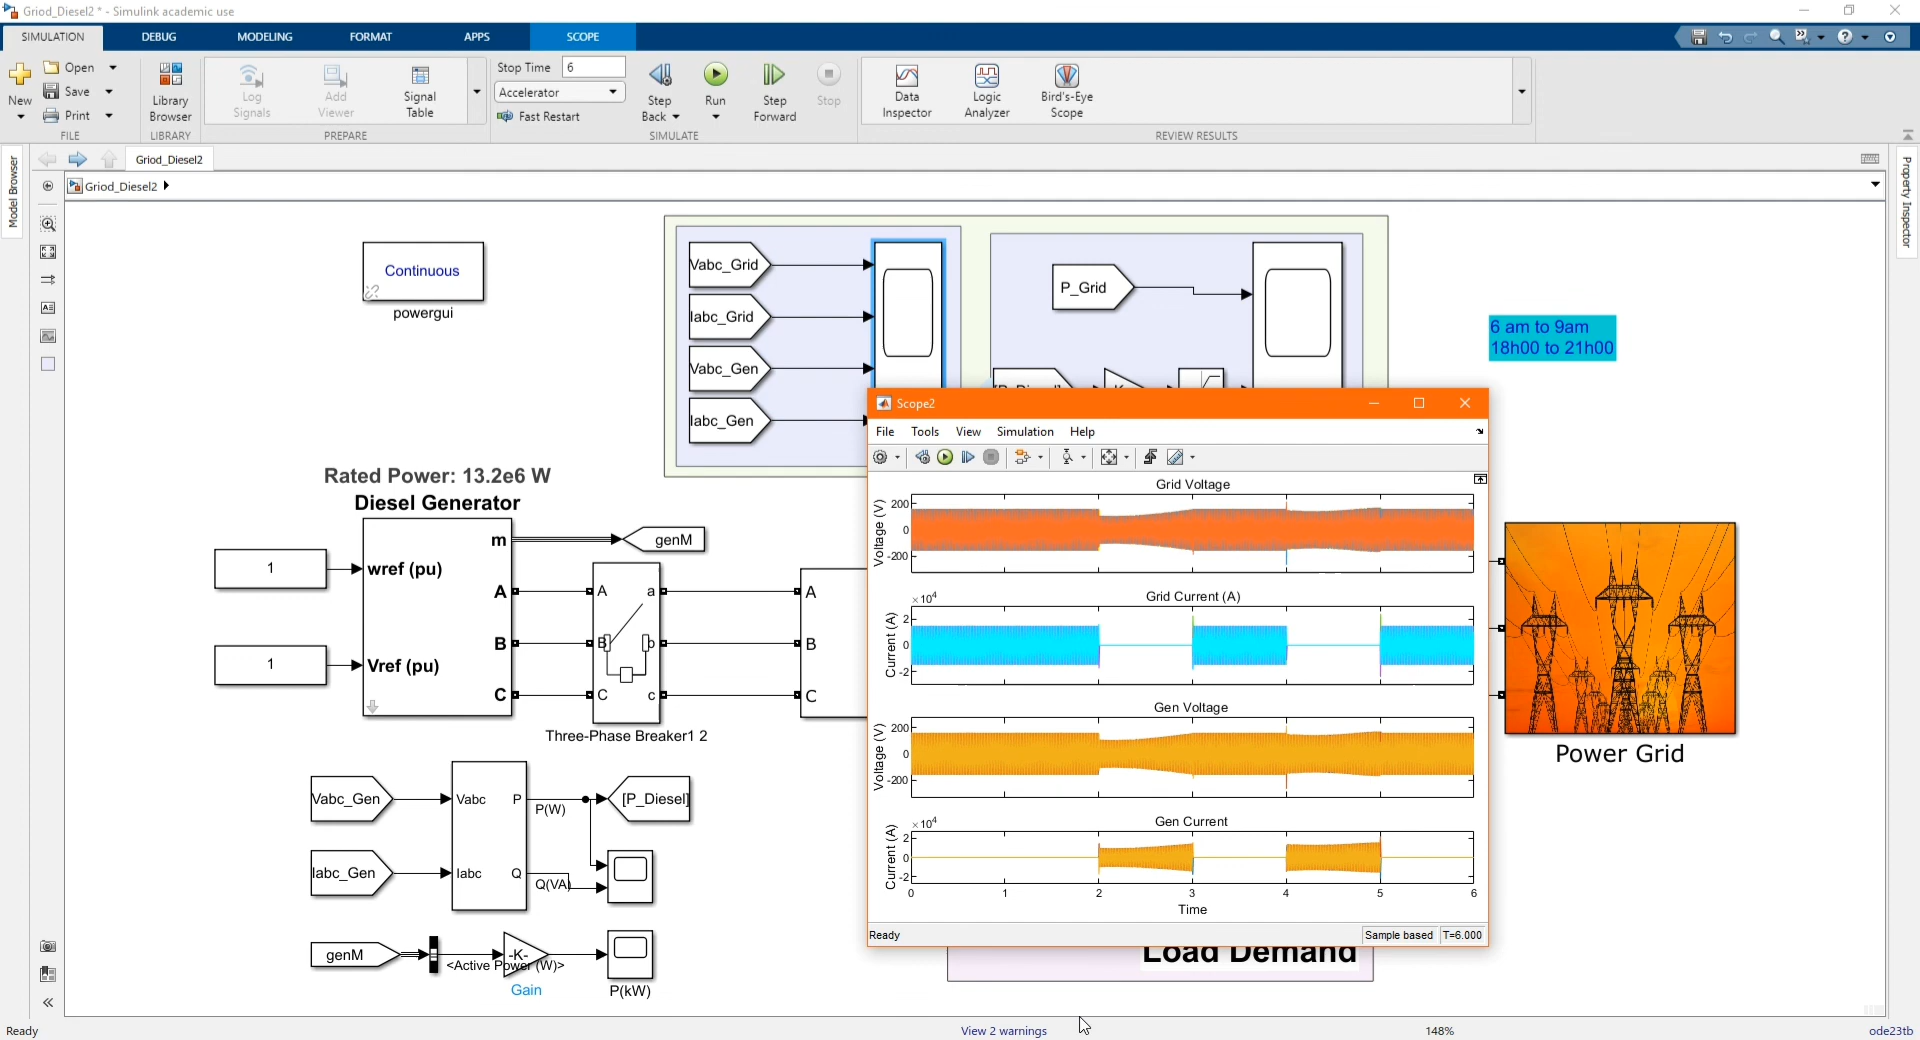 Griod_Diesel2 * - Simulink academic use
SIMULATION DEBUG MODELING FORMAT APPS SCOPE
New Open Save Print FILE
Library Browser LIBRARY
Log Signals Add Viewer Signal Table PREPARE
Stop Time 6
Accelerator
Fast Restart
Step Back Run Step Forward Stop SIMULATE
Data Inspector Logic Analyzer Bird's-Eye Scope REVIEW RESULTS
Model Browser
Property Inspector
Griod_Diesel2
Griod_Diesel2
Continuous
powergui
Vabc_Grid
Iabc_Grid
Vabc_Gen
Iabc_Gen
P_Grid
6 am to 9am
18h00 to 21h00
Rated Power: 13.2e6 W
Diesel Generator
1 wref (pu) m genM
1 Vref (pu)
A B C
A a
B b
C c
A B C
Three-Phase Breaker1 2
Vabc_Gen Vabc P P(W) [P_Diesel]
Iabc_Gen Iabc Q Q(VA)
genM <Active Power (W)> -K-
Gain P(kW)
Scope2
File Tools View Simulation Help
Grid Voltage
Voltage (V) 200 0 -200
Grid Current (A)
×10^4
Current (A) 2 0 -2
Gen Voltage
Voltage (V) 200 0 -200
Gen Current
×10^4
Current (A) 2 0 -2
0 1 2 3 4 5 6
Time
Ready Sample based T=6.000
Power Grid
Load Demand
Ready View 2 warnings 148% ode23tb